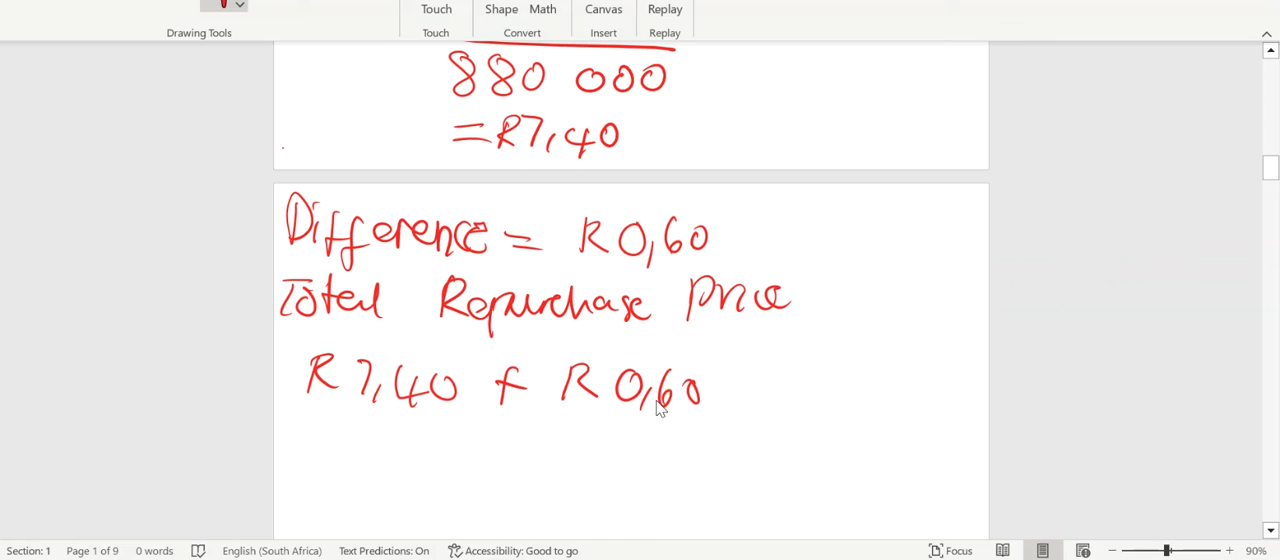 Touch Shape Math Canvas Replay
Drawing Tools Touch Convert Insert Replay
880 000
=R7,40
Difference = R0,60
Total Repurchase Price
R7,40 + R0,60
Section: 1 Page 1 of 9 0 words English (South Africa) Text Predictions: On Accessibility: Good to go Focus 90%